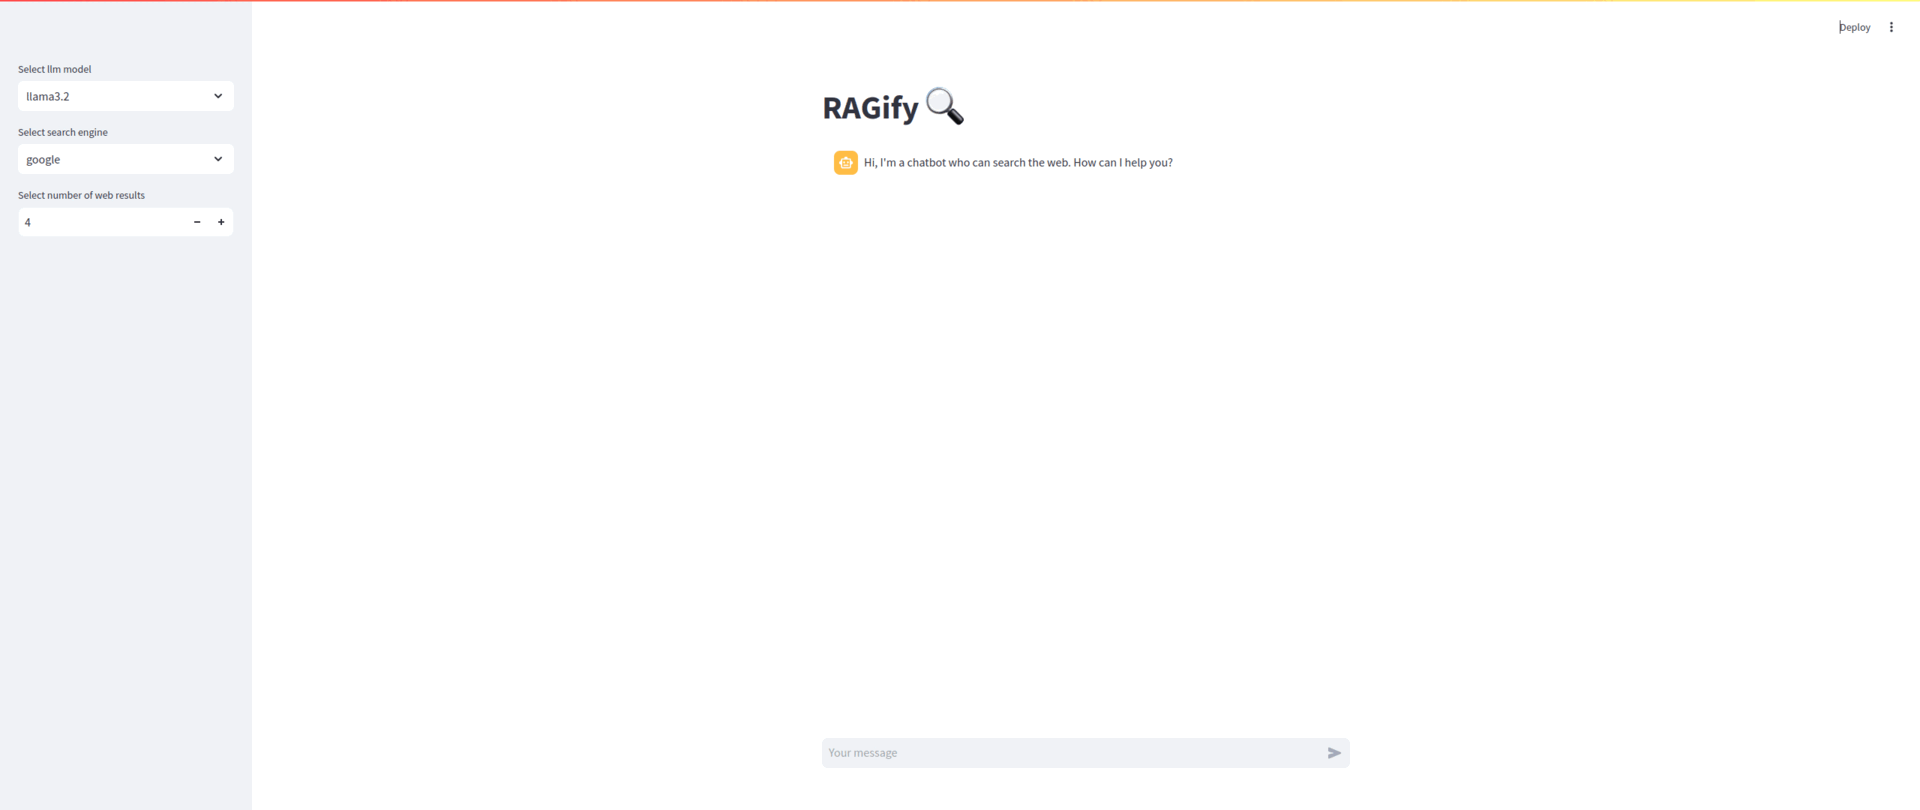 Deploy
Select llm model
llama3.2
Select search engine
google
Select number of web results
4
RAGify
Hi, I'm a chatbot who can search the web. How can I help you?
Your message